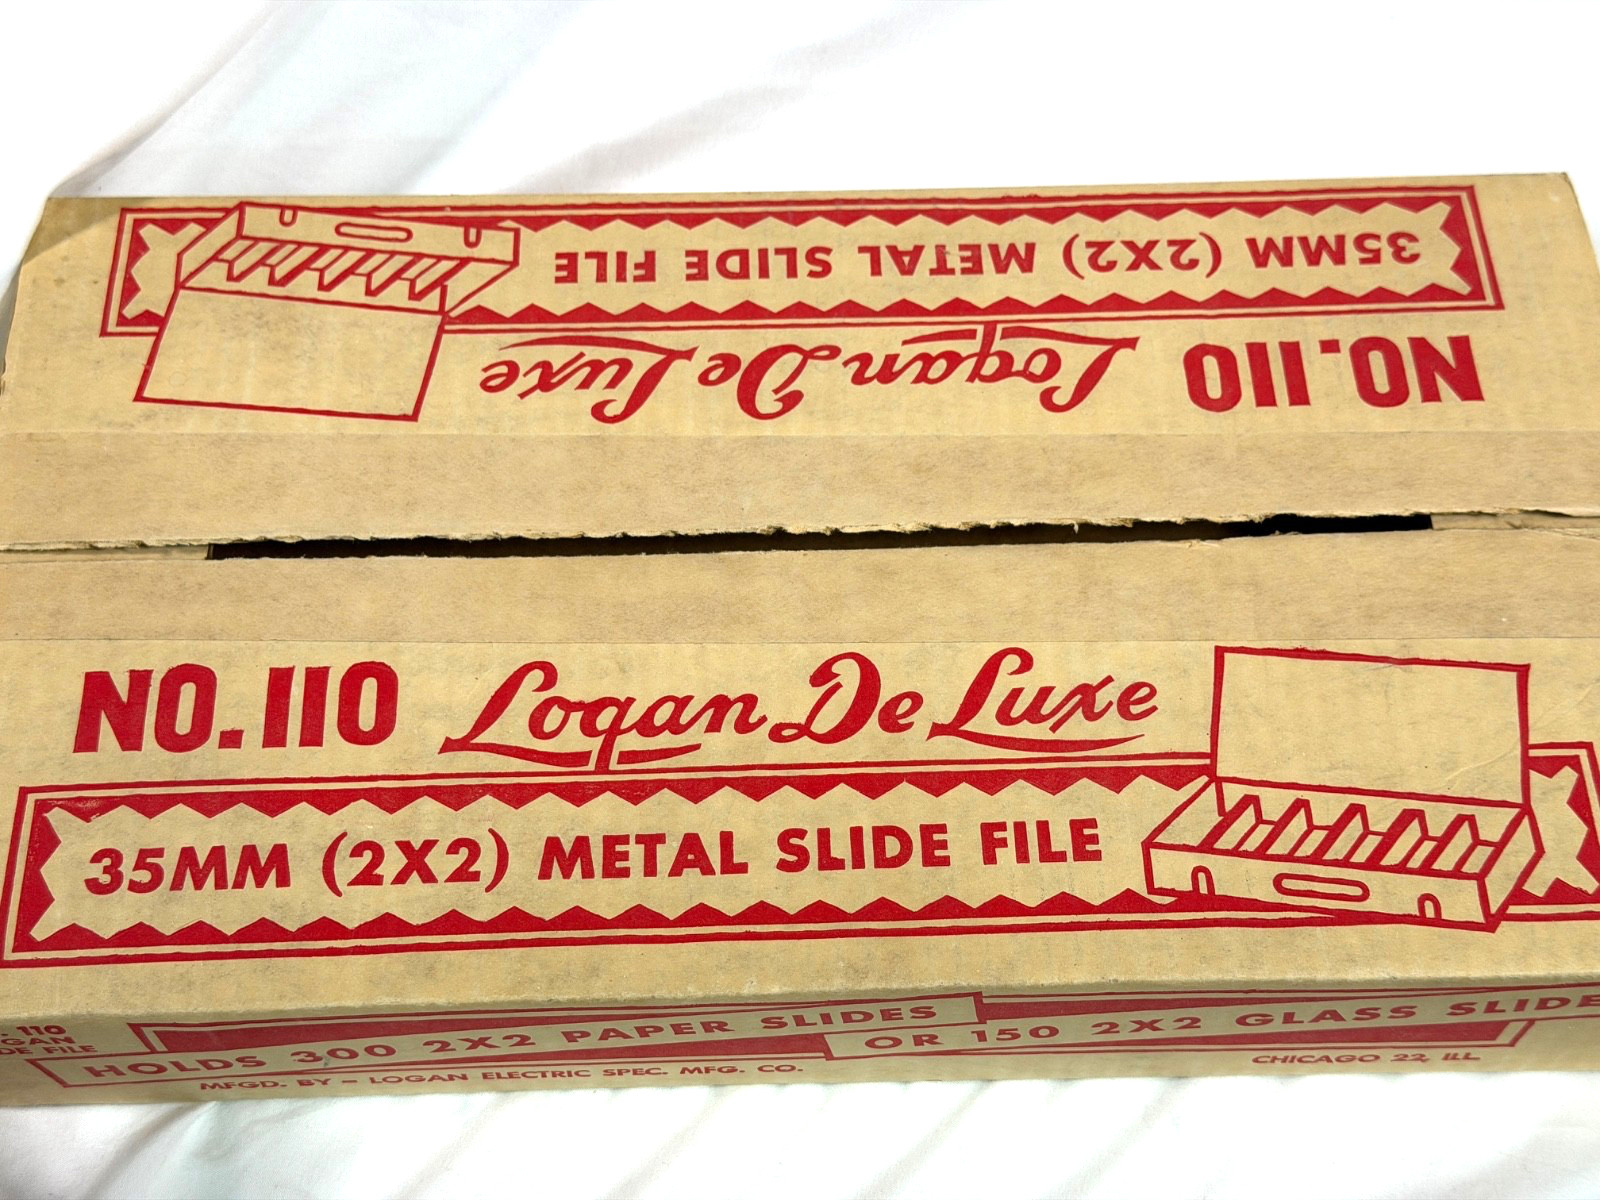 35MM (2X2) METAL SLIDE FILE
NO.110 Logan De Luxe
NO.110 Logan De Luxe
35MM (2X2) METAL SLIDE FILE
110
HOLDS 300 2X2 PAPER SLIDES
OR 150 2X2 GLASS SLIDE
FILE
MFGD. BY - LOGAN ELECTRIC SPEC. MFG. CO.
CHICAGO 22, ILL.